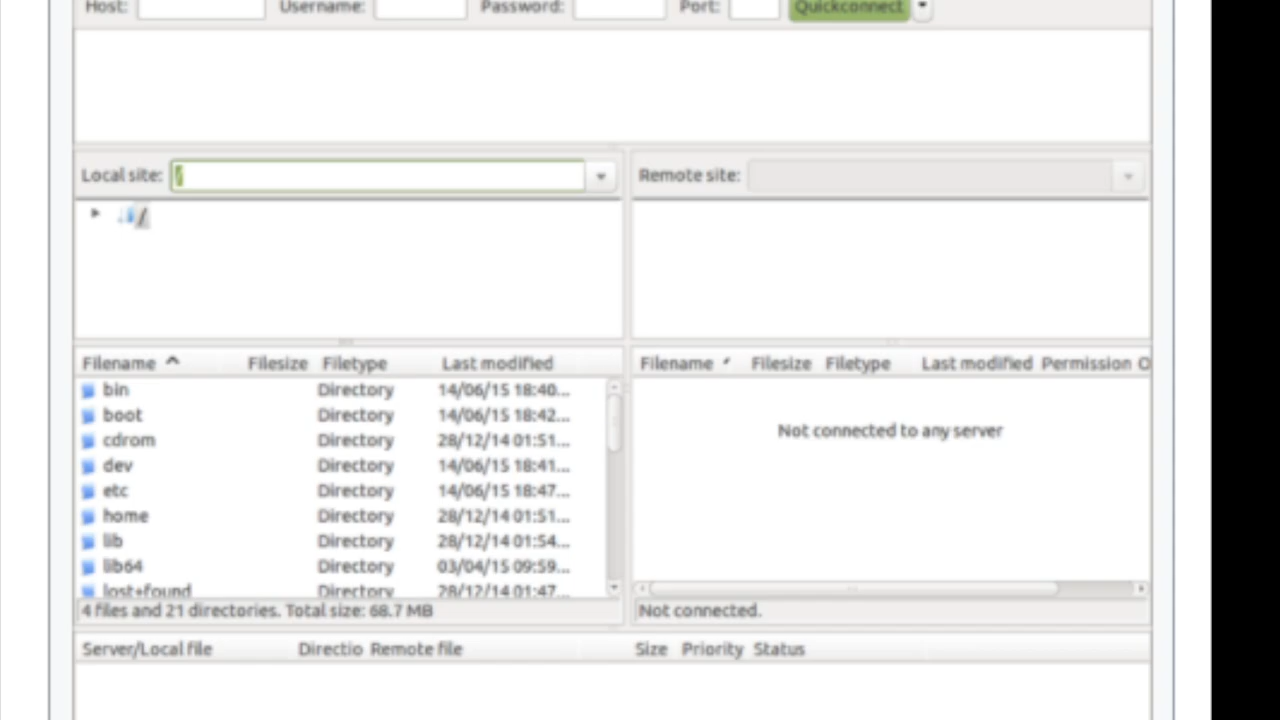 Host: Username: Password: Port: Quickconnect
Local site: /
Remote site:
/
Filename Filesize Filetype Last modified
bin Directory 14/06/15 18:40...
boot Directory 14/06/15 18:42...
cdrom Directory 28/12/14 01:51...
dev Directory 14/06/15 18:41...
etc Directory 14/06/15 18:47...
home Directory 28/12/14 01:51...
lib Directory 28/12/14 01:54...
lib64 Directory 03/04/15 09:59...
lost+found Directory 28/12/14 01:47...
4 files and 21 directories. Total size: 68.7 MB
Filename Filesize Filetype Last modified Permission O
Not connected to any server
Not connected.
Server/Local file Directio Remote file Size Priority Status